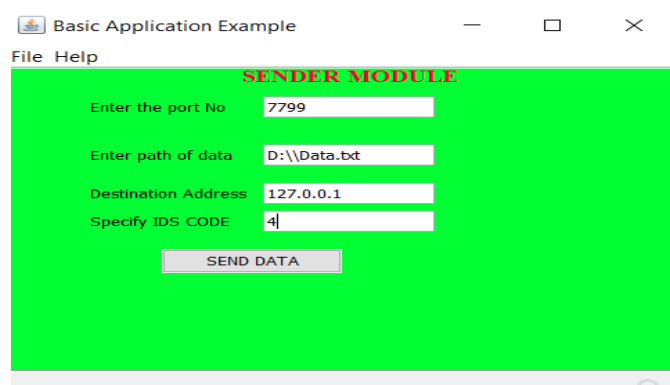 Basic Application Example
File Help
SENDER MODULE
Enter the port No 7799
Enter path of data D:\\Data.txt
Destination Address 127.0.0.1
Specify IDS CODE 4
SEND DATA